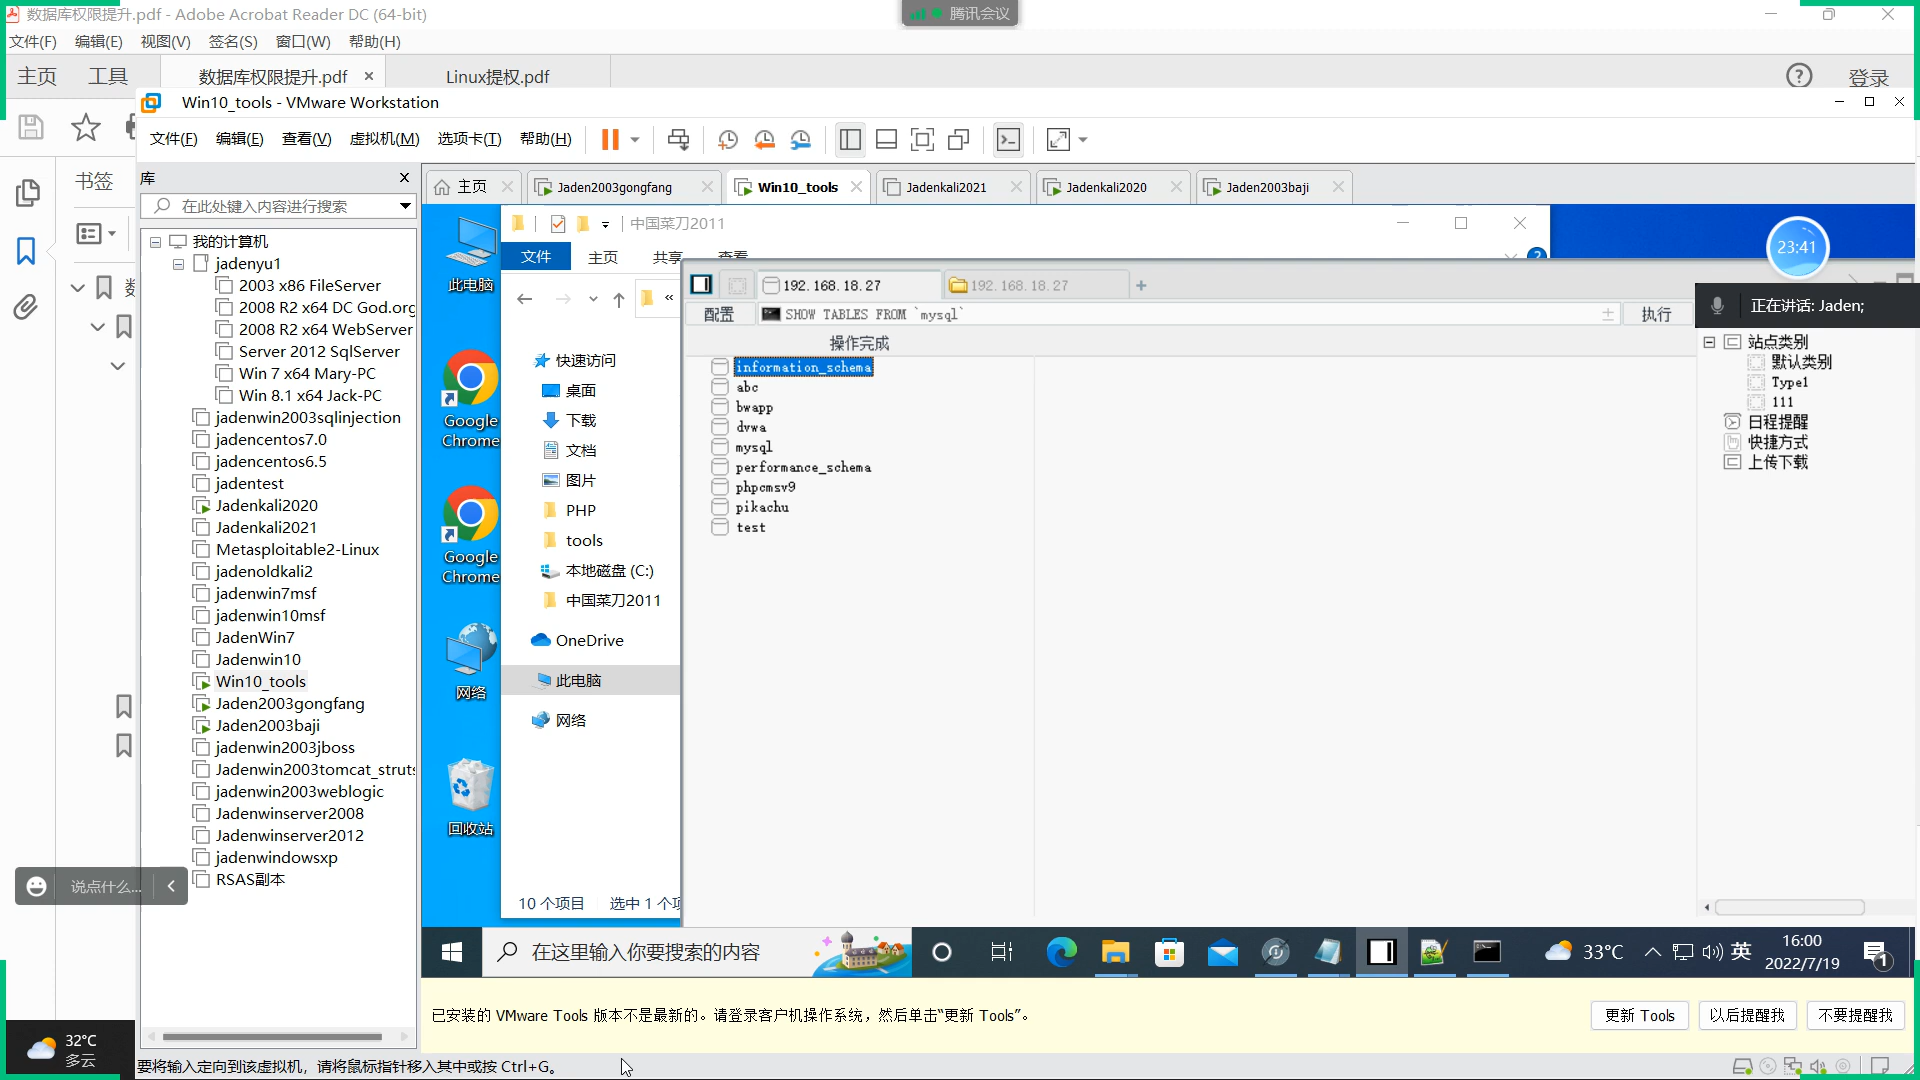 数据库权限提升.pdf - Adobe Acrobat Reader DC (64-bit)
腾讯会议
文件(F) 编辑(E) 视图(V) 签名(S) 窗口(W) 帮助(H)
主页 工具 数据库权限提升.pdf × Linux提权.pdf 登录
Win10_tools - VMware Workstation
文件(F) 编辑(E) 查看(V) 虚拟机(M) 选项卡(T) 帮助(H)
书签
库
在此处键入内容进行搜索
我的计算机
jadenyu1
2003 x86 FileServer
2008 R2 x64 DC God.org
2008 R2 x64 WebServer
Server 2012 SqlServer
Win 7 x64 Mary-PC
Win 8.1 x64 Jack-PC
jadenwin2003sqlinjection
jadencentos7.0
jadencentos6.5
jadentest
Jadenkali2020
Jadenkali2021
Metasploitable2-Linux
jadenoldkali2
jadenwin7msf
jadenwin10msf
JadenWin7
Jadenwin10
Win10_tools
Jaden2003gongfang
Jaden2003baji
jadenwin2003jboss
Jadenwin2003tomcat_struts
jadenwin2003weblogic
Jadenwinserver2008
Jadenwinserver2012
jadenwindowsxp
RSAS副本
说点什么...
主页 Jaden2003gongfang Win10_tools Jadenkali2021 Jadenkali2020 Jaden2003baji
此电脑
Google Chrome
Google Chrome
网络
回收站
中国菜刀2011
文件 主页 共享 查看
快速访问
桌面
下载
文档
图片
PHP
tools
本地磁盘 (C:)
中国菜刀2011
OneDrive
此电脑
网络
10 个项目 选中 1 个项
192.168.18.27 192.168.18.27
配置 SHOW TABLES FROM `mysql` 执行
操作完成
information_schema
abc
bwapp
dvwa
mysql
performance_schema
phpcmsv9
pikachu
test
23:41
正在讲话: Jaden;
站点类别
默认类别
Type1
111
日程提醒
快捷方式
上传下载
在这里输入你要搜索的内容
33°C
英
16:00
2022/7/19
1
已安装的 VMware Tools 版本不是最新的。请登录客户机操作系统，然后单击“更新 Tools”。
更新 Tools 以后提醒我 不要提醒我
32°C
多云
要将输入定向到该虚拟机，请将鼠标指针移入其中或按 Ctrl+G。